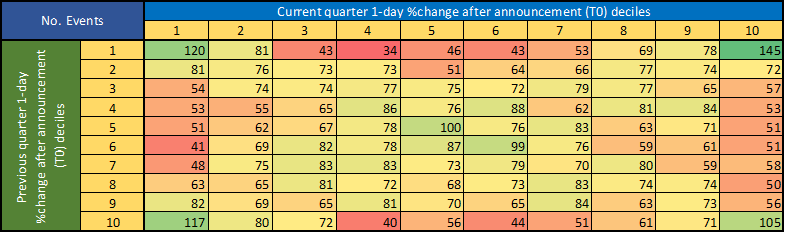 No. Events Current quarter 1-day %change after announcement (T0) deciles
1 2 3 4 5 6 7 8 9 10
Previous quarter 1-day %change after announcement (T0) deciles
1 120 81 43 34 46 43 53 69 78 145
2 81 76 73 73 51 64 66 77 74 72
3 54 74 74 77 75 72 79 77 65 57
4 53 55 65 86 76 88 62 81 84 53
5 51 62 67 78 100 76 83 63 71 51
6 41 69 82 78 87 99 76 59 61 51
7 48 75 83 83 73 79 70 80 59 58
8 63 65 81 72 68 73 83 74 74 50
9 82 69 65 81 70 65 84 63 73 56
10 117 80 72 40 56 44 51 61 71 105